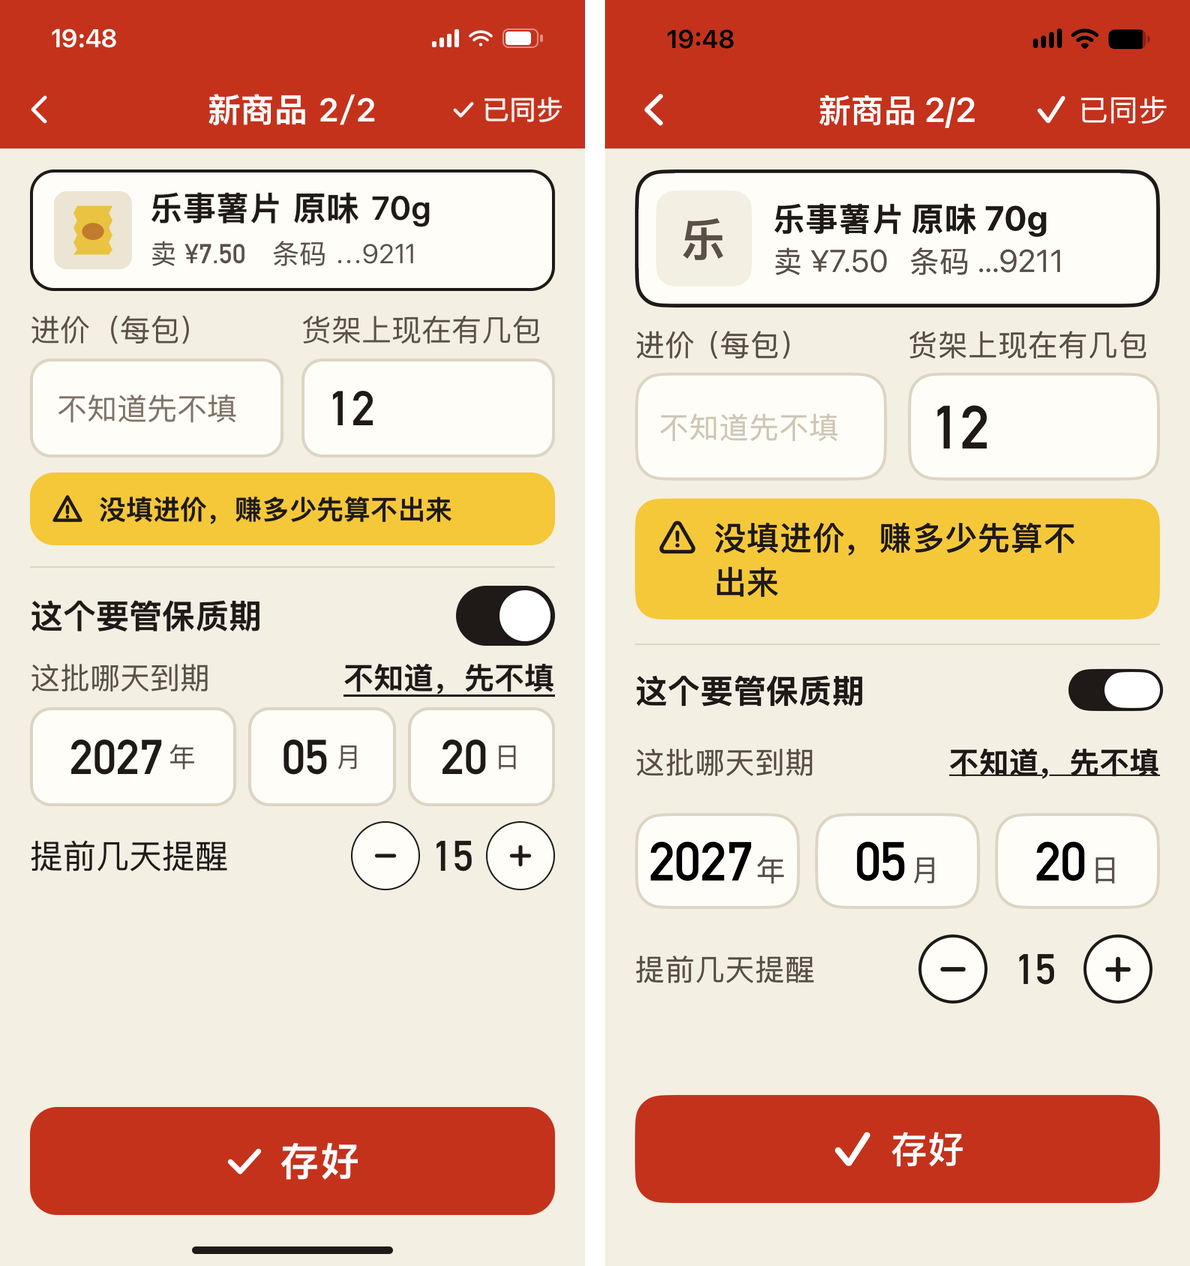 19:48
新商品 2/2
已同步
乐事薯片 原味 70g
卖 ¥7.50 条码 ...9211
进价（每包）
货架上现在有几包
不知道先不填
12
没填进价，赚多少先算不出来
这个要管保质期
这批哪天到期
不知道，先不填
2027 年
05 月
20 日
提前几天提醒
15
存好
19:48
新商品 2/2
已同步
乐
乐事薯片 原味 70g
卖 ¥7.50 条码 ...9211
进价（每包）
货架上现在有几包
不知道先不填
12
没填进价，赚多少先算不
出来
这个要管保质期
这批哪天到期
不知道，先不填
2027 年
05 月
20 日
提前几天提醒
15
存好